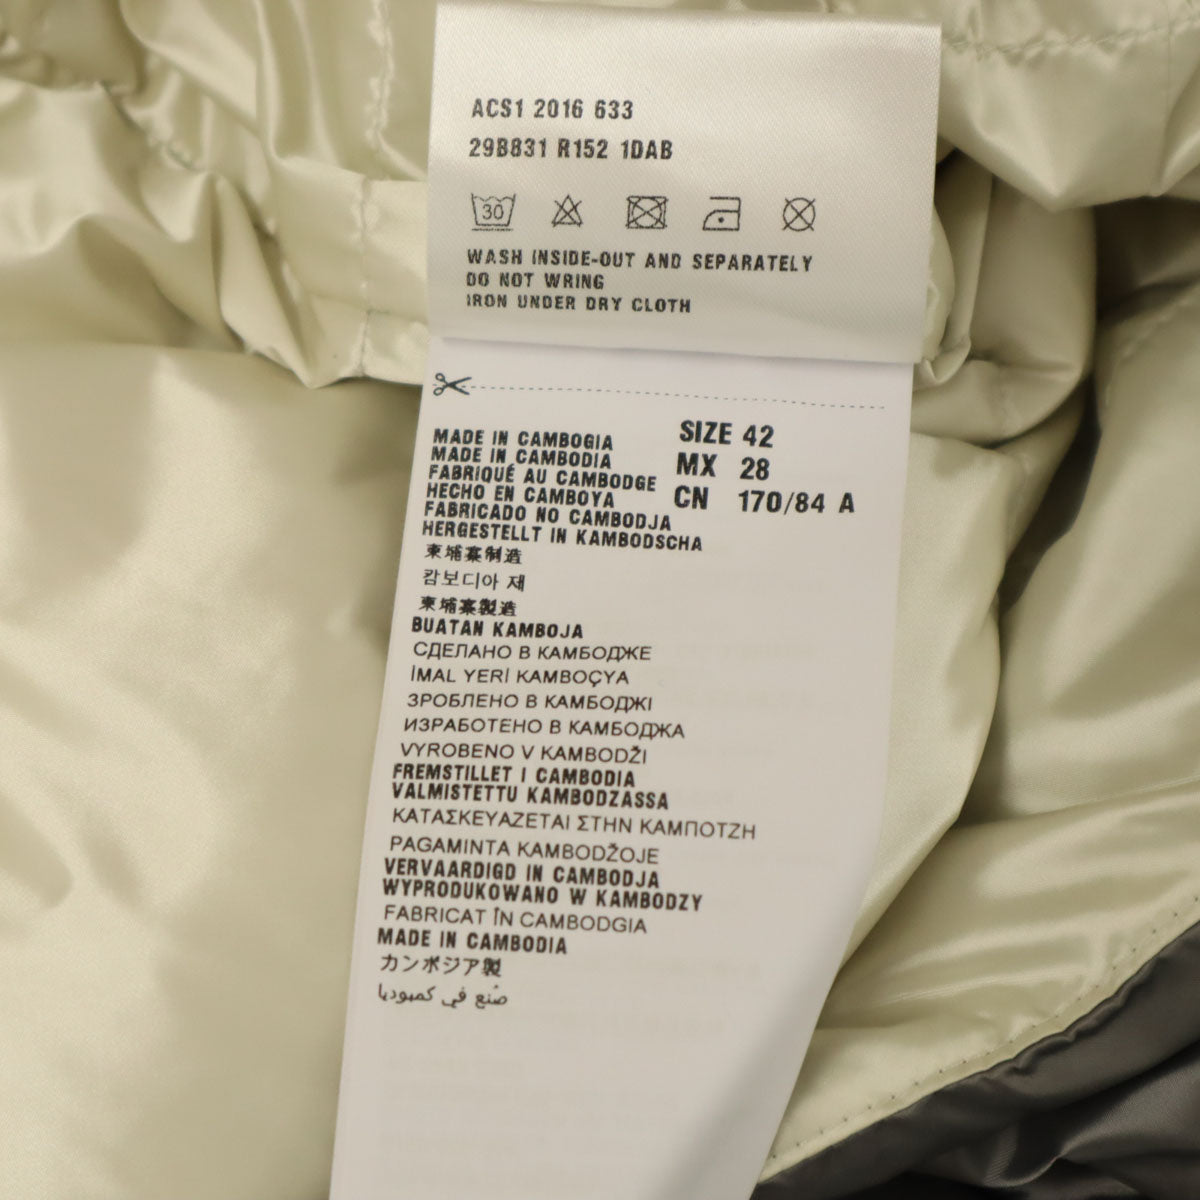 ACS1 2016 633
29B831 R152 1DAB
30
WASH INSIDE-OUT AND SEPARATELY
DO NOT WRING
IRON UNDER DRY CLOTH
SIZE 42
MX 28
CN 170/84 A
MADE IN CAMBOGIA
MADE IN CAMBODIA
FABRIQUÉ AU CAMBODGE
HECHO EN CAMBOYA
FABRICADO NO CAMBODJA
HERGESTELLT IN KAMBODSCHA
柬埔寨制造
캄보디아 제
柬埔寨製造
BUATAN KAMBOJA
СДЕЛАНО В КАМБОДЖЕ
İMAL YERİ KAMBOÇYA
ЗРОБЛЕНО В КАМБОДЖІ
ИЗРАБОТЕНО В КАМБОДЖА
VYROBENO V KAMBODŽI
FREMSTILLET I CAMBODIA
VALMISTETTU KAMBODZASSA
ΚΑΤΑΣΚΕΥΑΖΕΤΑΙ ΣΤΗΝ ΚΑΜΠΟΤΖΗ
PAGAMINTA KAMBODŽOJE
VERVAARDIGD IN CAMBODJA
WYPRODUKOWANO W KAMBODZY
FABRICAT ÎN CAMBODGIA
MADE IN CAMBODIA
カンボジア製
صنع في كمبوديا